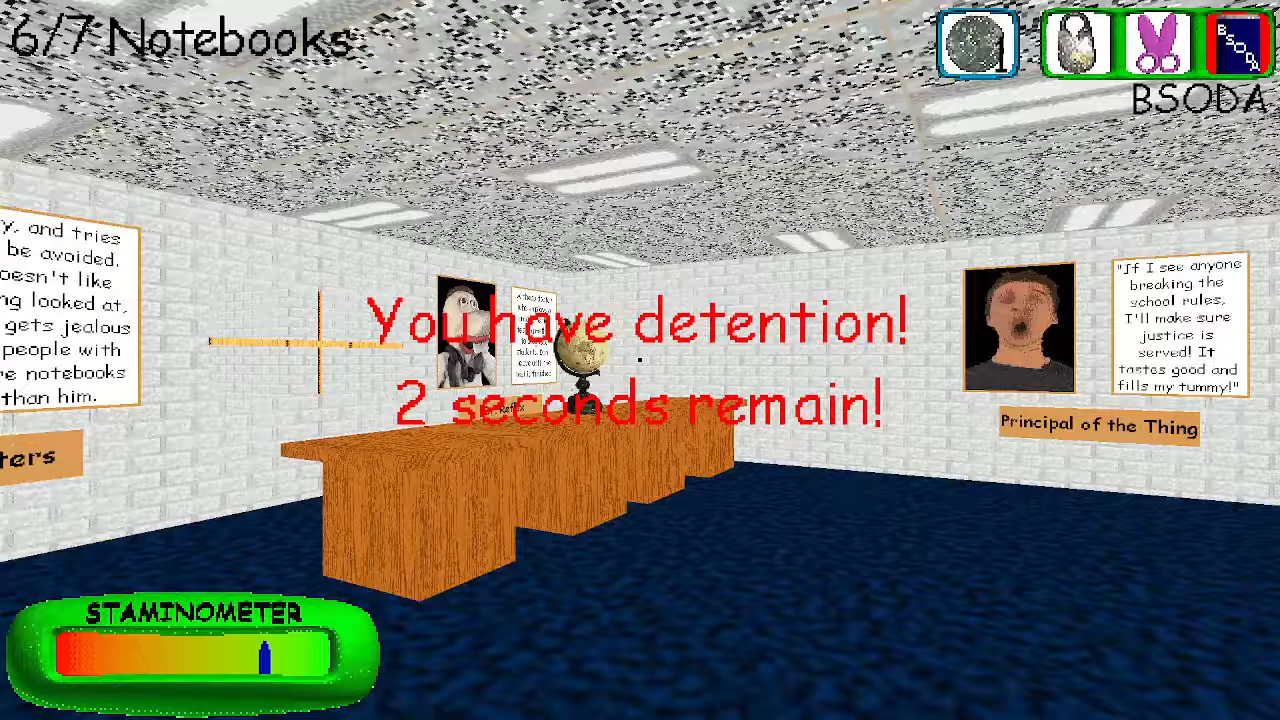 6/7 Notebooks
1
BSODA
BSODA
y, and tries
be avoided.
oesn't like
ng looked at,
gets jealous
people with
e notebooks
than him.
ters
You have detention!
2 seconds remain!
"If I see anyone
breaking the
school rules,
I'll make sure
justice is
served! It
tastes good and
fills my tummy!"
Principal of the Thing
STAMINOMETER